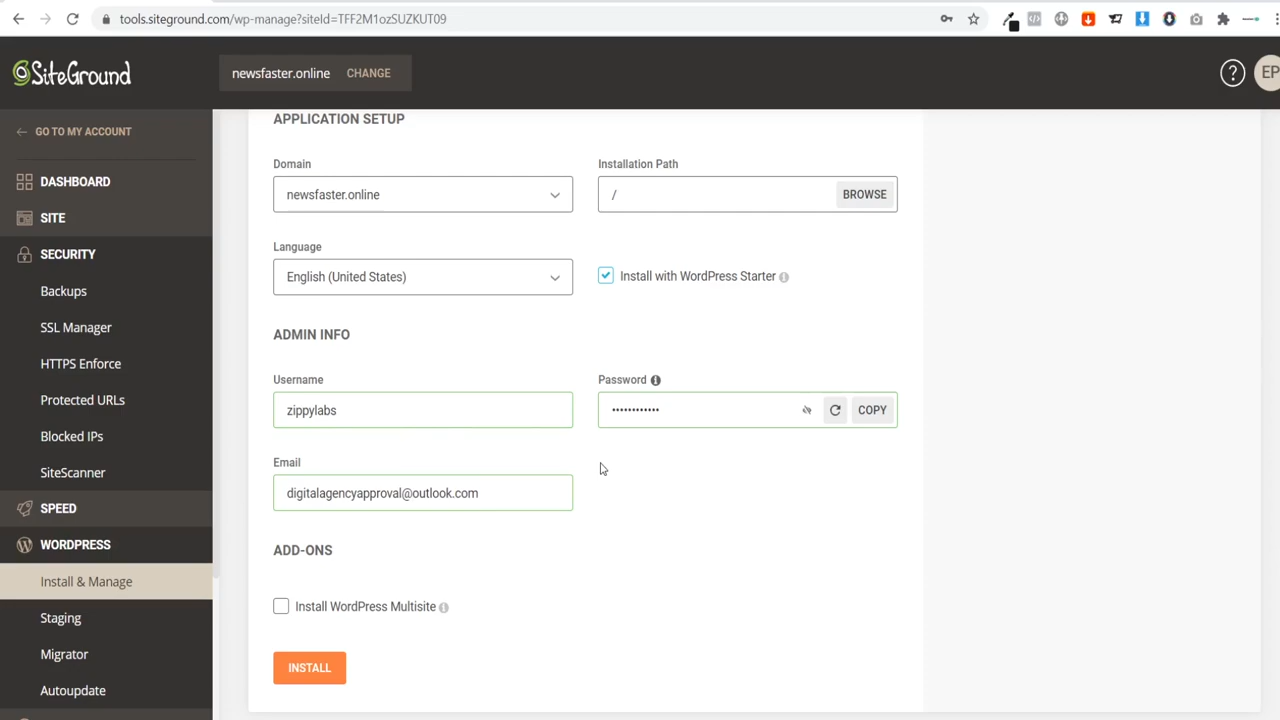 tools.siteground.com/wp-manage?siteId=TFF2M1ozSUZKUT09
SiteGround
newsfaster.online CHANGE
?
EP
GO TO MY ACCOUNT
DASHBOARD
SITE
SECURITY
Backups
SSL Manager
HTTPS Enforce
Protected URLs
Blocked IPs
SiteScanner
SPEED
WORDPRESS
Install & Manage
Staging
Migrator
Autoupdate
APPLICATION SETUP
Domain
newsfaster.online
Installation Path
/ BROWSE
Language
English (United States)
Install with WordPress Starter
ADMIN INFO
Username
zippylabs
Password
•••••••••••• COPY
Email
digitalagencyapproval@outlook.com
ADD-ONS
Install WordPress Multisite
INSTALL